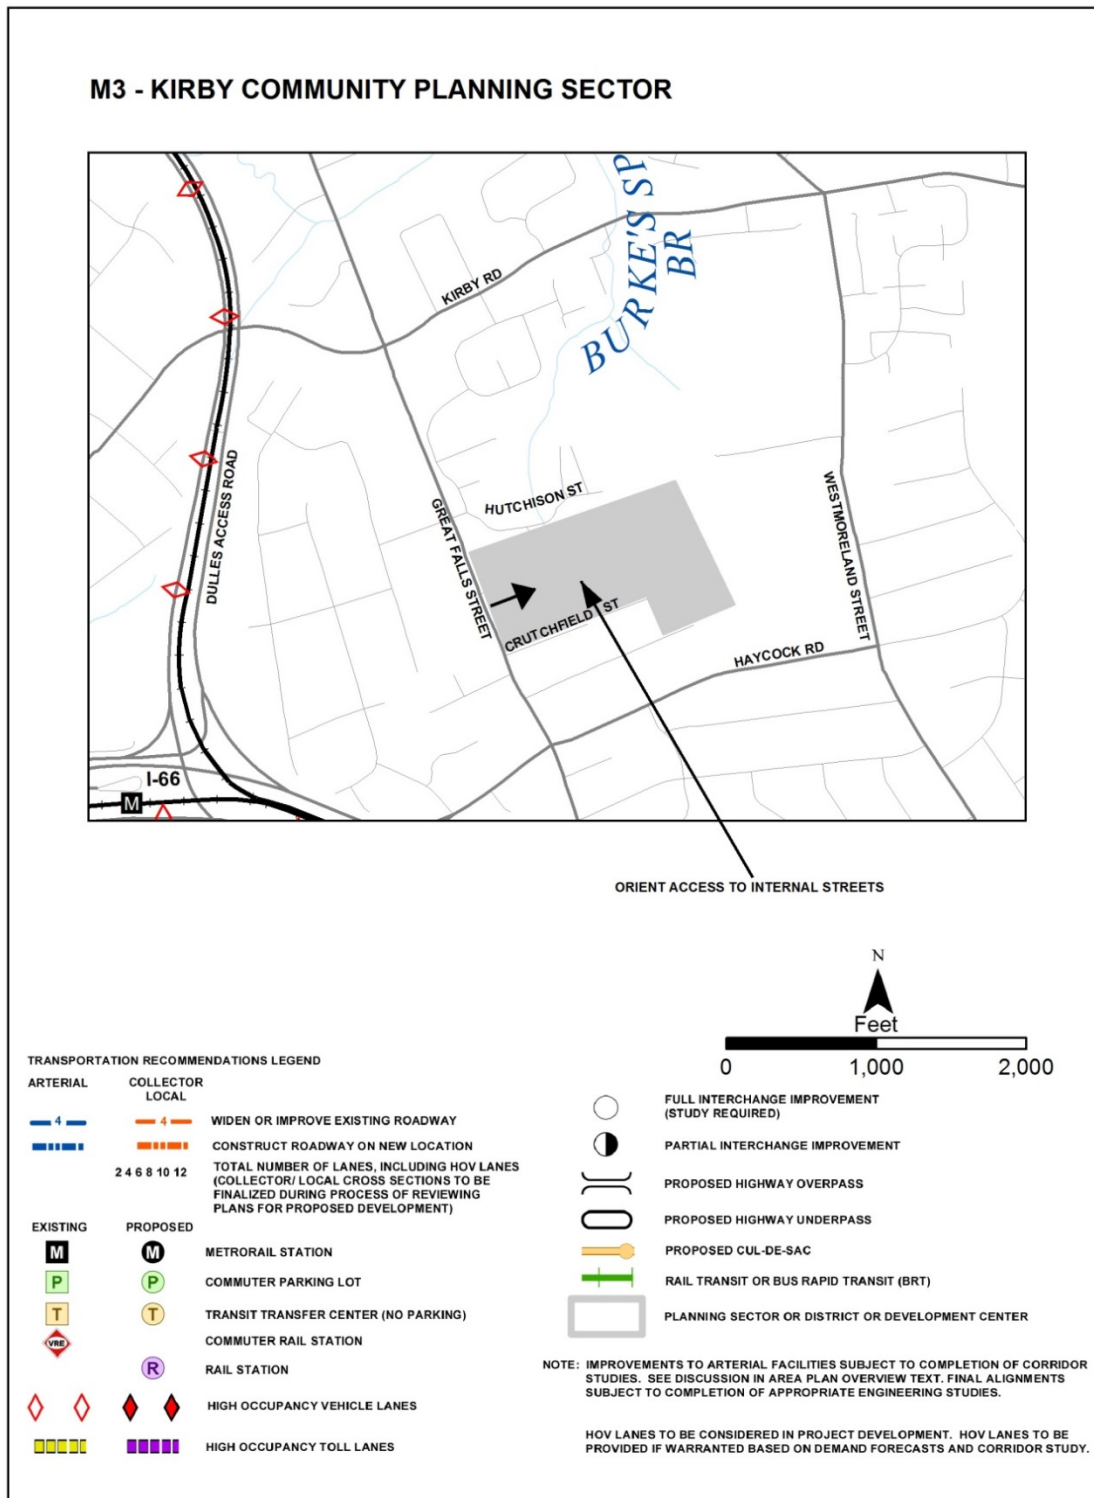 M3 - KIRBY COMMUNITY PLANNING SECTOR
BURKE'S SP
BR
KIRBY RD
DULLES ACCESS ROAD
GREAT FALLS STREET
HUTCHISON ST
WESTMORELAND STREET
CRUTCHFIELD ST
HAYCOCK RD
I-66
M
ORIENT ACCESS TO INTERNAL STREETS
N
Feet
0 1,000 2,000
TRANSPORTATION RECOMMENDATIONS LEGEND
ARTERIAL COLLECTOR
LOCAL
4 4 WIDEN OR IMPROVE EXISTING ROADWAY
CONSTRUCT ROADWAY ON NEW LOCATION
2 4 6 8 10 12 TOTAL NUMBER OF LANES, INCLUDING HOV LANES
(COLLECTOR/ LOCAL CROSS SECTIONS TO BE
FINALIZED DURING PROCESS OF REVIEWING
PLANS FOR PROPOSED DEVELOPMENT)
EXISTING PROPOSED
M M METRORAIL STATION
P P COMMUTER PARKING LOT
T T TRANSIT TRANSFER CENTER (NO PARKING)
VRE COMMUTER RAIL STATION
R RAIL STATION
HIGH OCCUPANCY VEHICLE LANES
HIGH OCCUPANCY TOLL LANES
FULL INTERCHANGE IMPROVEMENT
(STUDY REQUIRED)
PARTIAL INTERCHANGE IMPROVEMENT
PROPOSED HIGHWAY OVERPASS
PROPOSED HIGHWAY UNDERPASS
PROPOSED CUL-DE-SAC
RAIL TRANSIT OR BUS RAPID TRANSIT (BRT)
PLANNING SECTOR OR DISTRICT OR DEVELOPMENT CENTER
NOTE: IMPROVEMENTS TO ARTERIAL FACILITIES SUBJECT TO COMPLETION OF CORRIDOR
STUDIES. SEE DISCUSSION IN AREA PLAN OVERVIEW TEXT. FINAL ALIGNMENTS
SUBJECT TO COMPLETION OF APPROPRIATE ENGINEERING STUDIES.
HOV LANES TO BE CONSIDERED IN PROJECT DEVELOPMENT. HOV LANES TO BE
PROVIDED IF WARRANTED BASED ON DEMAND FORECASTS AND CORRIDOR STUDY.